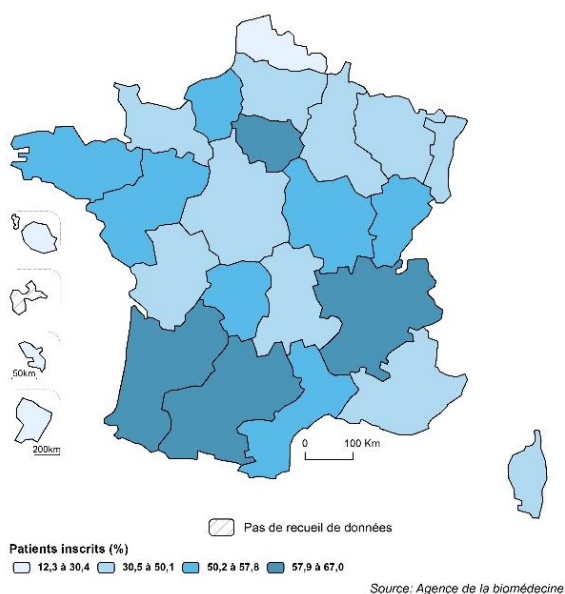 50km
200km
0 100 Km
Pas de recueil de données
Patients inscrits (%)
12,3 à 30,4 30,5 à 50,1 50,2 à 57,8 57,9 à 67,0
Source: Agence de la biomédecine